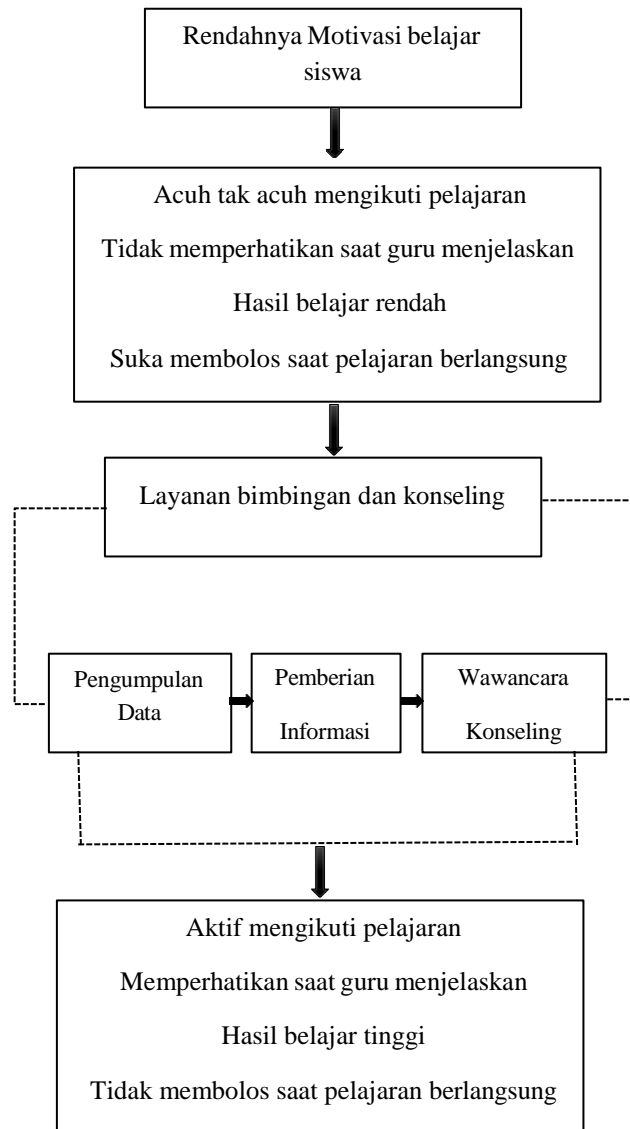 Rendahnya Motivasi belajar
siswa
Acuh tak acuh mengikuti pelajaran
Tidak memperhatikan saat guru menjelaskan
Hasil belajar rendah
Suka membolos saat pelajaran berlangsung
Layanan bimbingan dan konseling
Pengumpulan
Data
Pemberian
Informasi
Wawancara
Konseling
Aktif mengikuti pelajaran
Memperhatikan saat guru menjelaskan
Hasil belajar tinggi
Tidak membolos saat pelajaran berlangsung